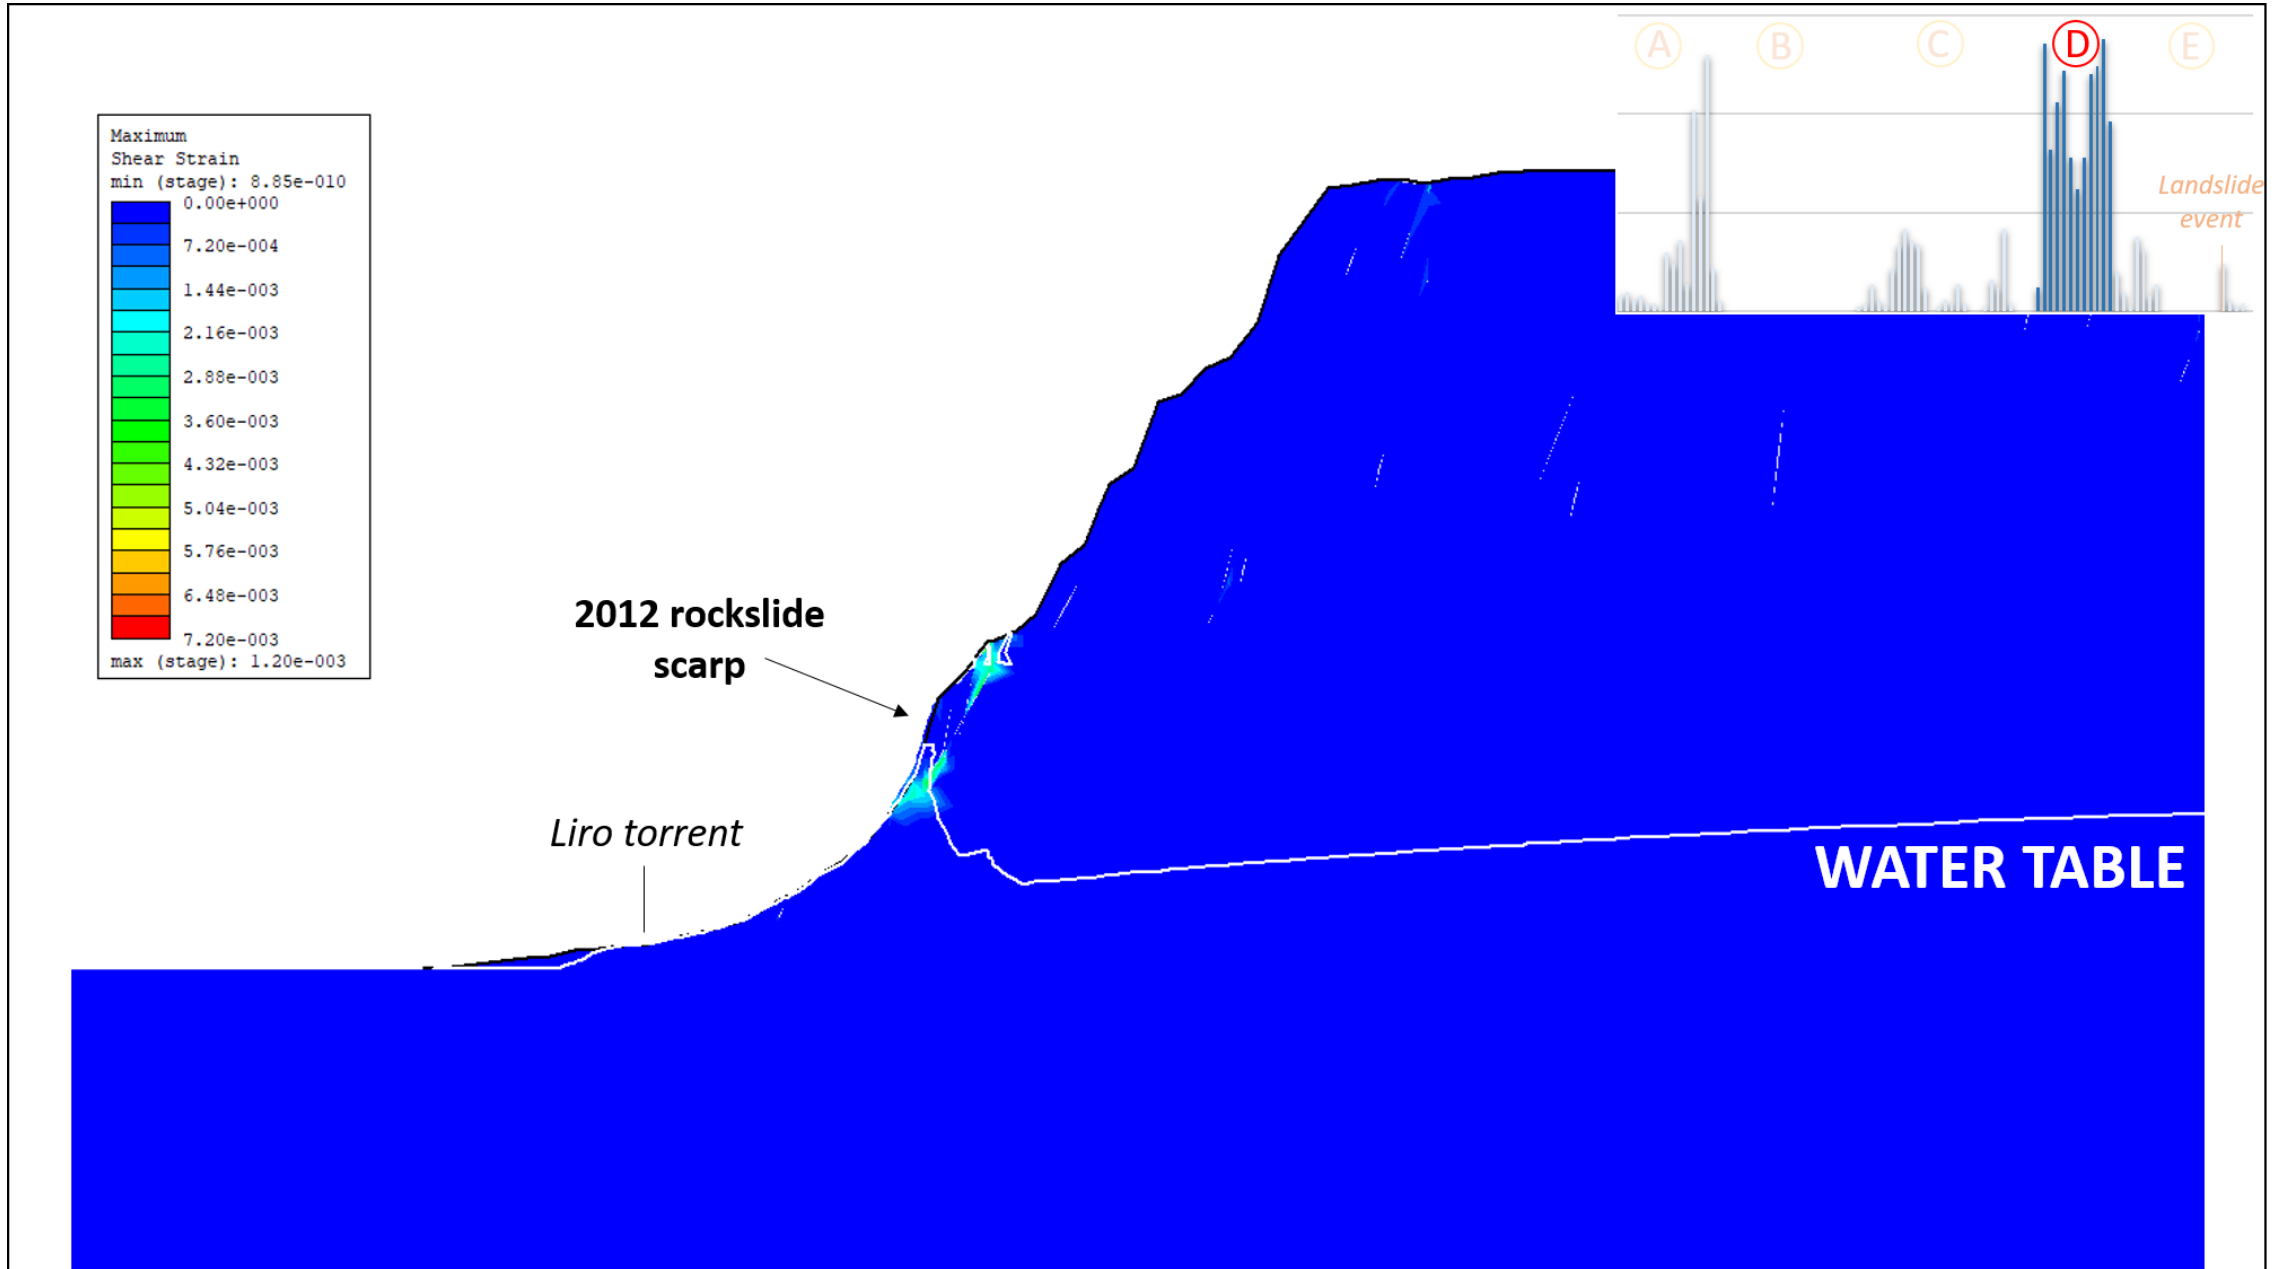 Maximum
Shear Strain
min (stage): 8.85e-010
0.00e+000
7.20e-004
1.44e-003
2.16e-003
2.88e-003
3.60e-003
4.32e-003
5.04e-003
5.76e-003
6.48e-003
7.20e-003
max (stage): 1.20e-003
A
B
C
D
E
Landslide
event
2012 rockslide
scarp
Liro torrent
WATER TABLE